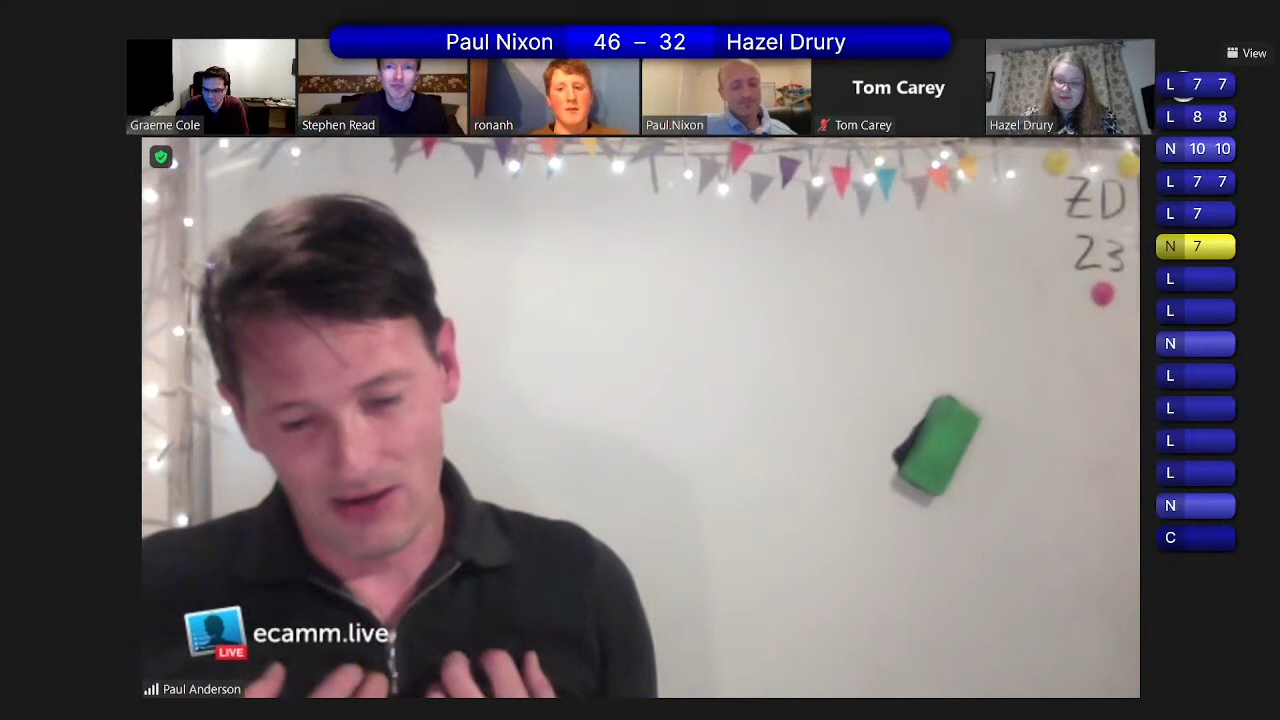 Paul Nixon 46 – 32 Hazel Drury
View
Tom Carey
Graeme Cole
Stephen Read
ronanh
Paul.Nixon
Tom Carey
Hazel Drury
L 7 7
L 8 8
N 10 10
L 7 7
L 7
N 7
L
L
N
L
L
L
L
N
C
ZD
23
ecamm.live
LIVE
Paul Anderson